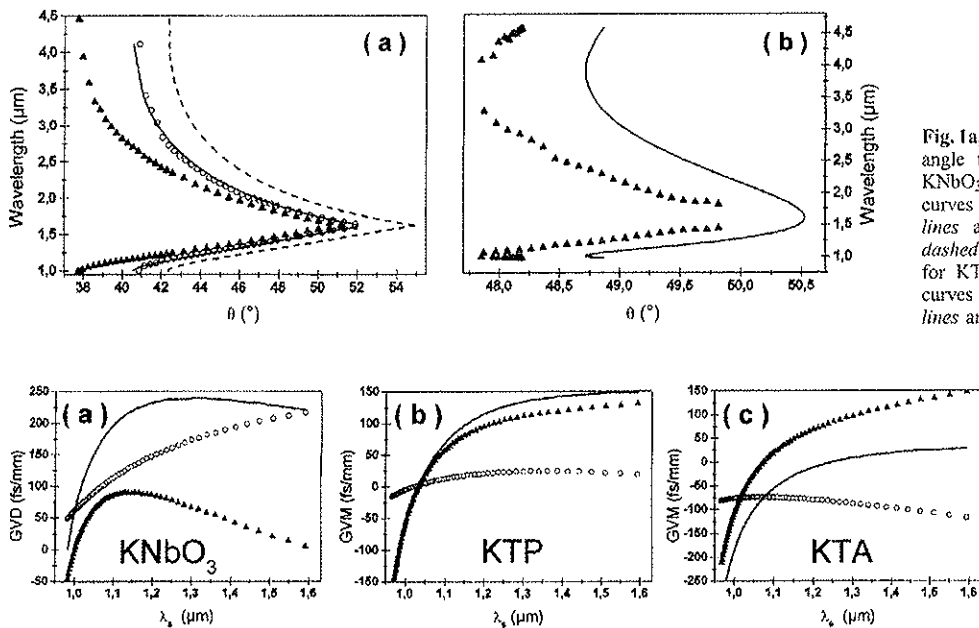 ( a )
4,5
4,0
3,5
3,0
2,5
2,0
1,5
1,0
Wavelength (µm)
38 40 42 44 46 48 50 52 54
θ (°)
( b )
4,5
4,0
3,5
3,0
2,5
2,0
1,5
1,0
Wavelength (µm)
48,0 48,5 49,0 49,5 50,0 50,5
θ (°)
Fig. 1a
angle
KNbO₃
curves
lines a
dashed
for KT
curves
lines an
( a )
250
200
150
100
50
0
-50
GVD (fs/mm)
KNbO₃
1,0 1,1 1,2 1,3 1,4 1,5 1,6
λₛ (µm)
( b )
150
100
50
0
-50
-100
-150
GVM (fs/mm)
KTP
1,0 1,1 1,2 1,3 1,4 1,5 1,6
λₛ (µm)
( c )
150
100
50
0
-50
-100
-150
-200
-250
GVM (fs/mm)
KTA
1,0 1,1 1,2 1,3 1,4 1,5 1,6
λₛ (µm)